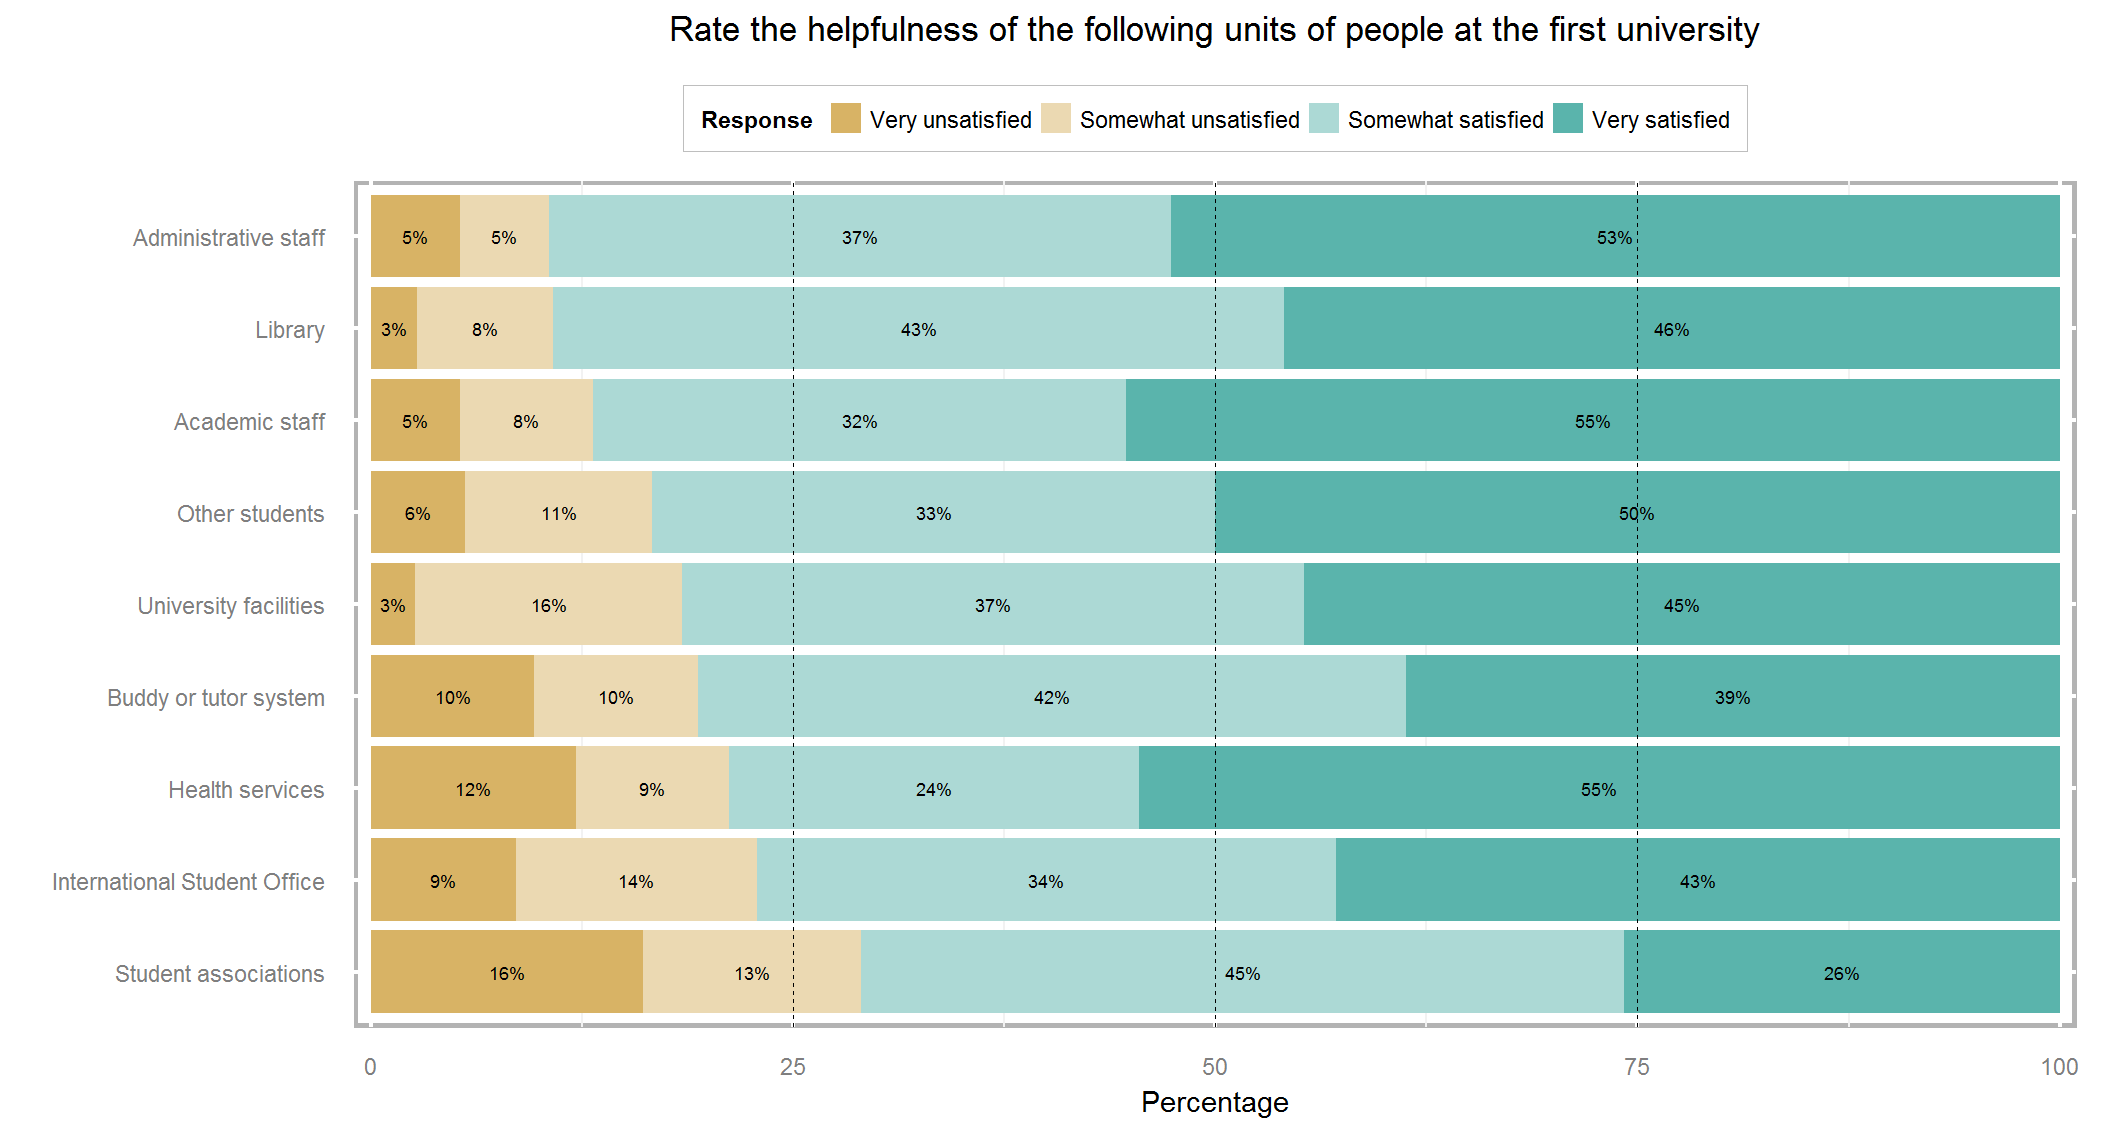 Rate the helpfulness of the following units of people at the first university
Response Very unsatisfied Somewhat unsatisfied Somewhat satisfied Very satisfied
Administrative staff 5% 5% 37% 53%
Library 3% 8% 43% 46%
Academic staff 5% 8% 32% 55%
Other students 6% 11% 33% 50%
University facilities 3% 16% 37% 45%
Buddy or tutor system 10% 10% 42% 39%
Health services 12% 9% 24% 55%
International Student Office 9% 14% 34% 43%
Student associations 16% 13% 45% 26%
0 25 50 75 100
Percentage